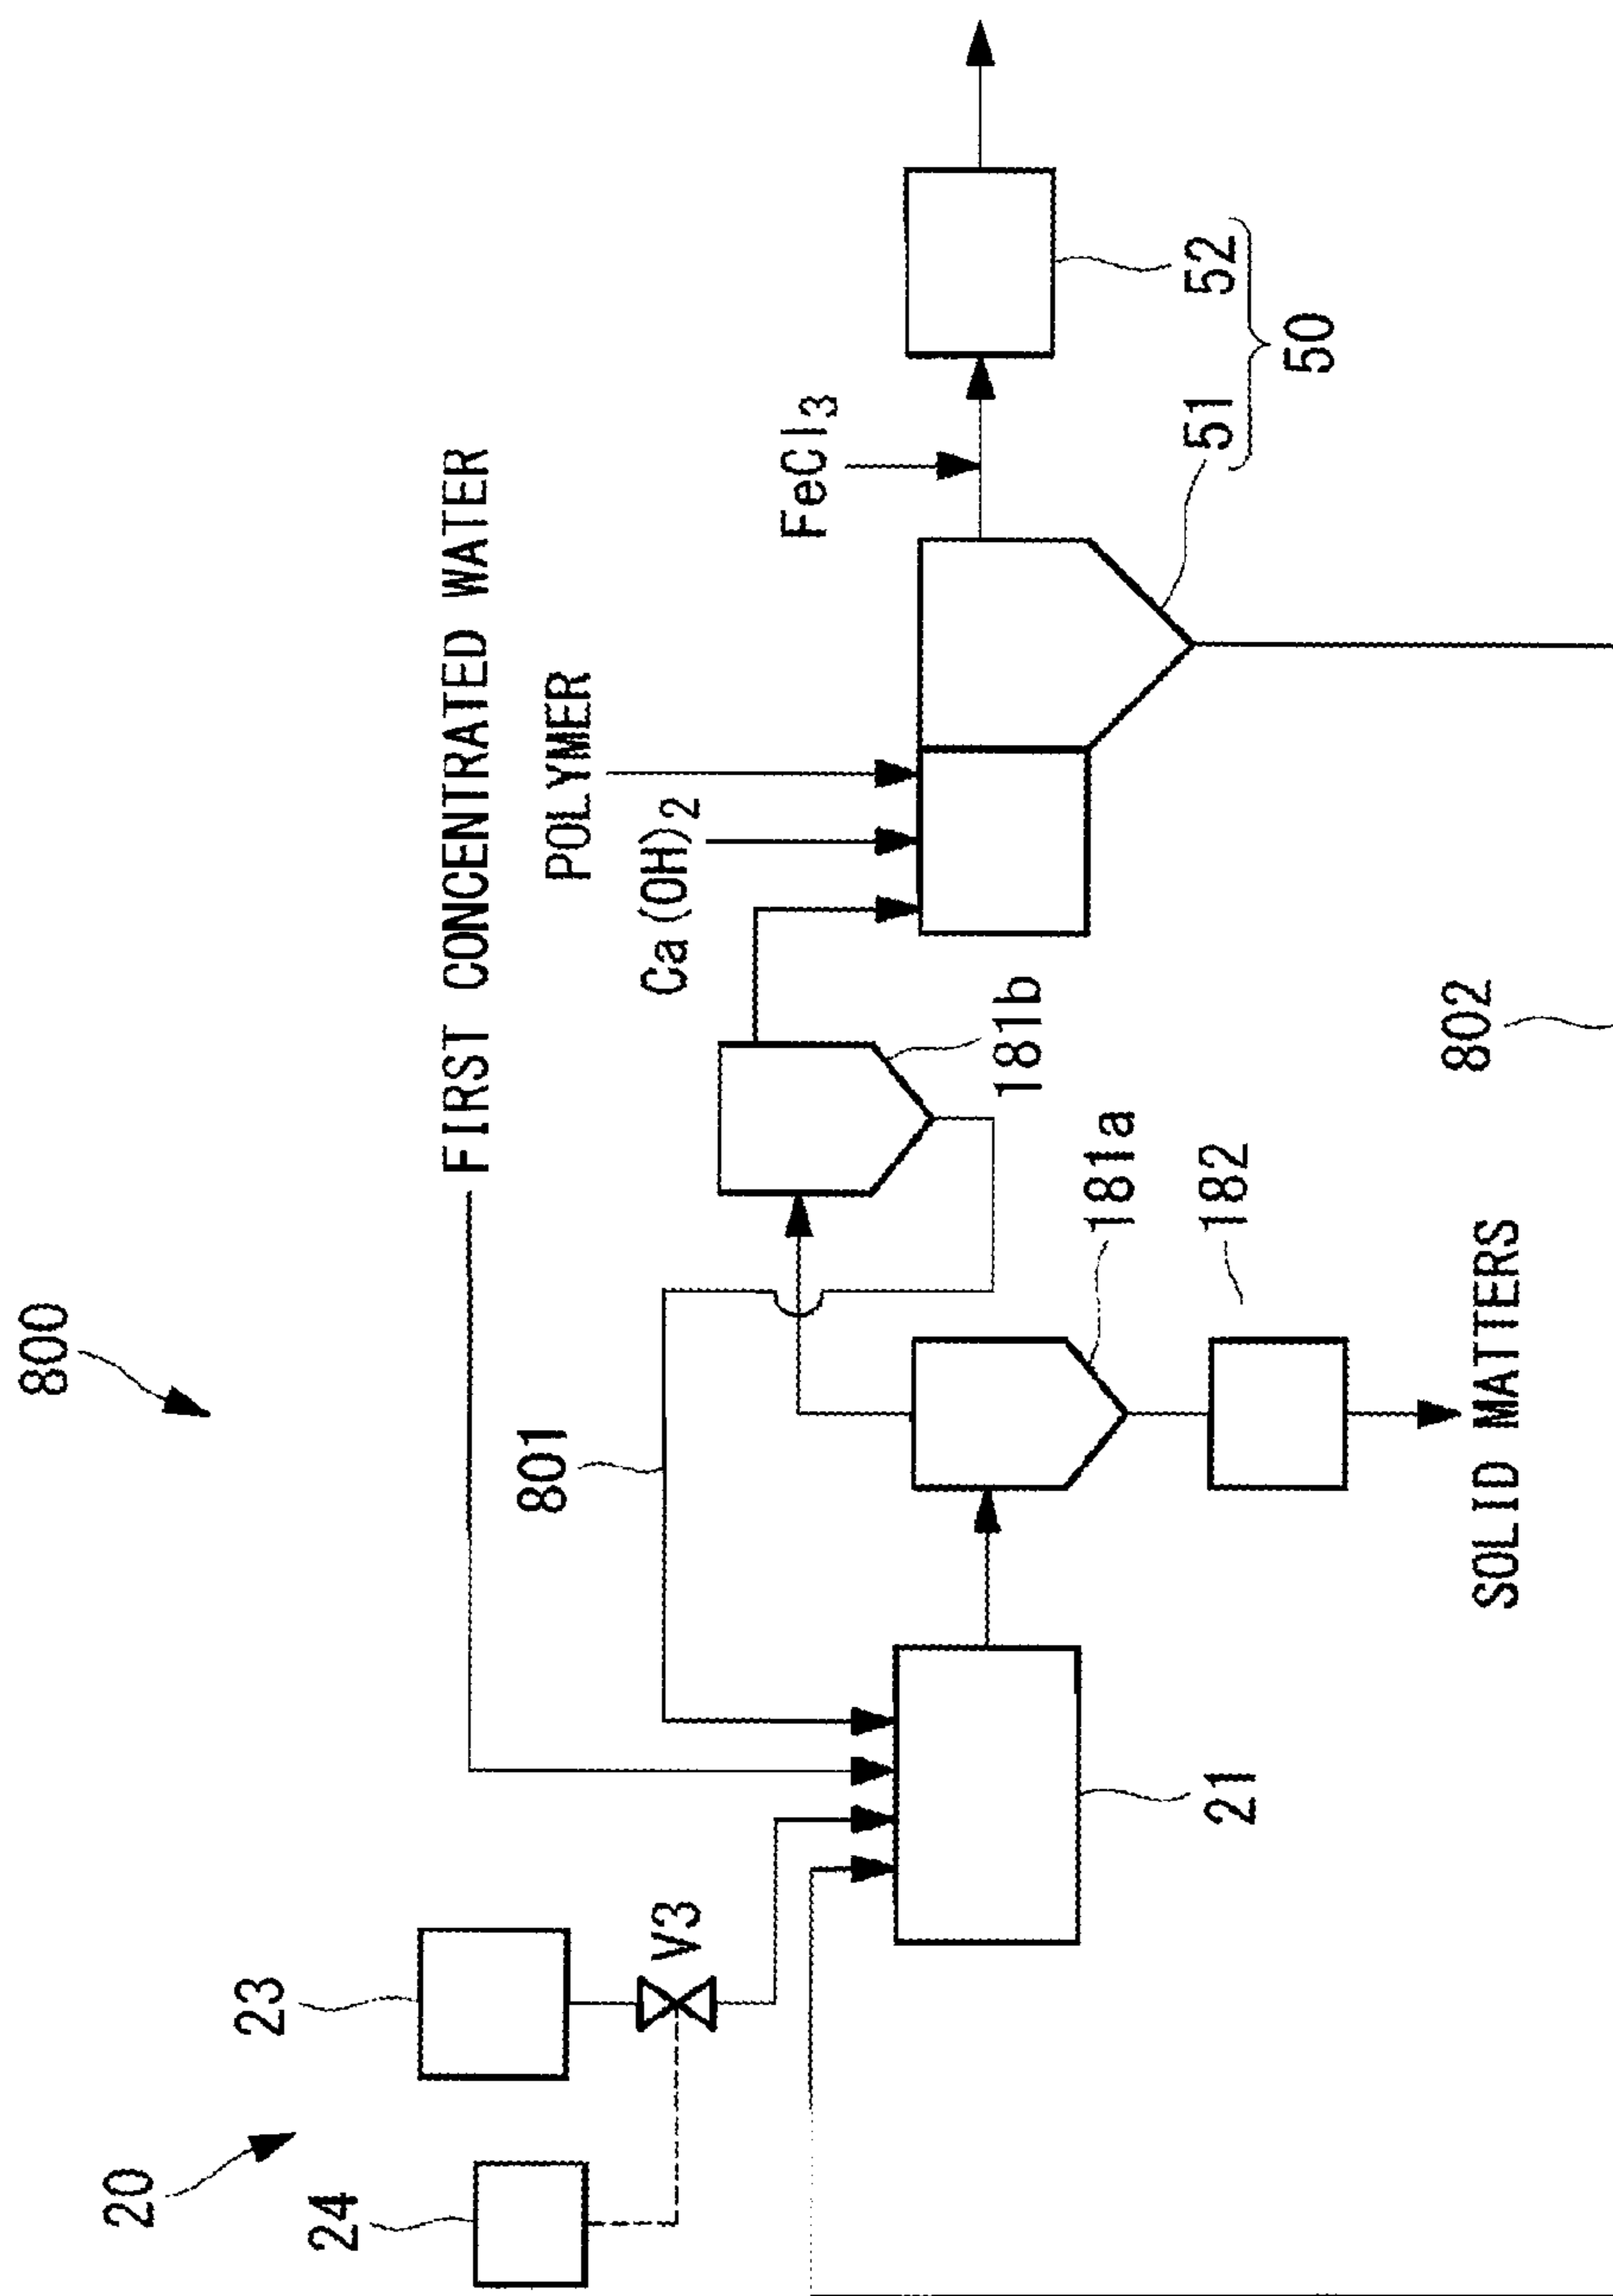 800
20
24
23
V3
801
FIRST CONCENTRATED WATER
POLYMER
Ca(OH)2
FeCl3
181b
181a
182
21
51
52
50
SOLID MATTERS
802